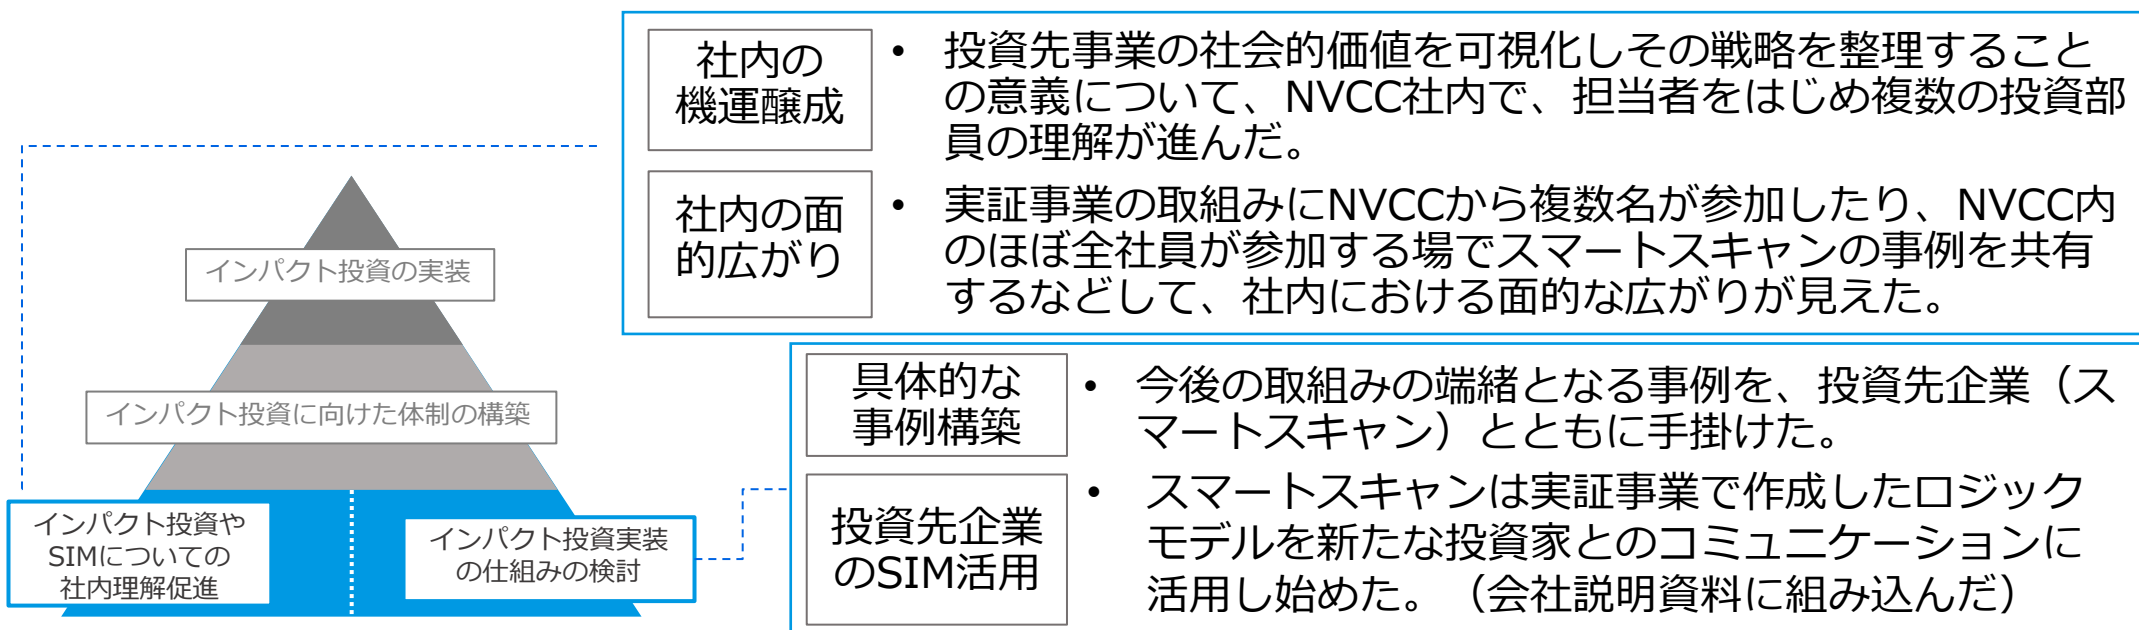 社内の
機運醸成
• 投資先事業の社会的価値を可視化しその戦略を整理すること
の意義について、NVCC社内で、担当者をはじめ複数の投資部
員の理解が進んだ。
社内の面
的広がり
• 実証事業の取組みにNVCCから複数名が参加したり、NVCC内
のほぼ全社員が参加する場でスマートスキャンの事例を共有
するなどして、社内における面的な広がりが見えた。
インパクト投資の実装
インパクト投資に向けた体制の構築
インパクト投資や
SIMについての
社内理解促進
インパクト投資実装
の仕組みの検討
具体的な
事例構築
• 今後の取組みの端緒となる事例を、投資先企業（ス
マートスキャン）とともに手掛けた。
投資先企業
のSIM活用
• スマートスキャンは実証事業で作成したロジック
モデルを新たな投資家とのコミュニケーションに
活用し始めた。（会社説明資料に組み込んだ）